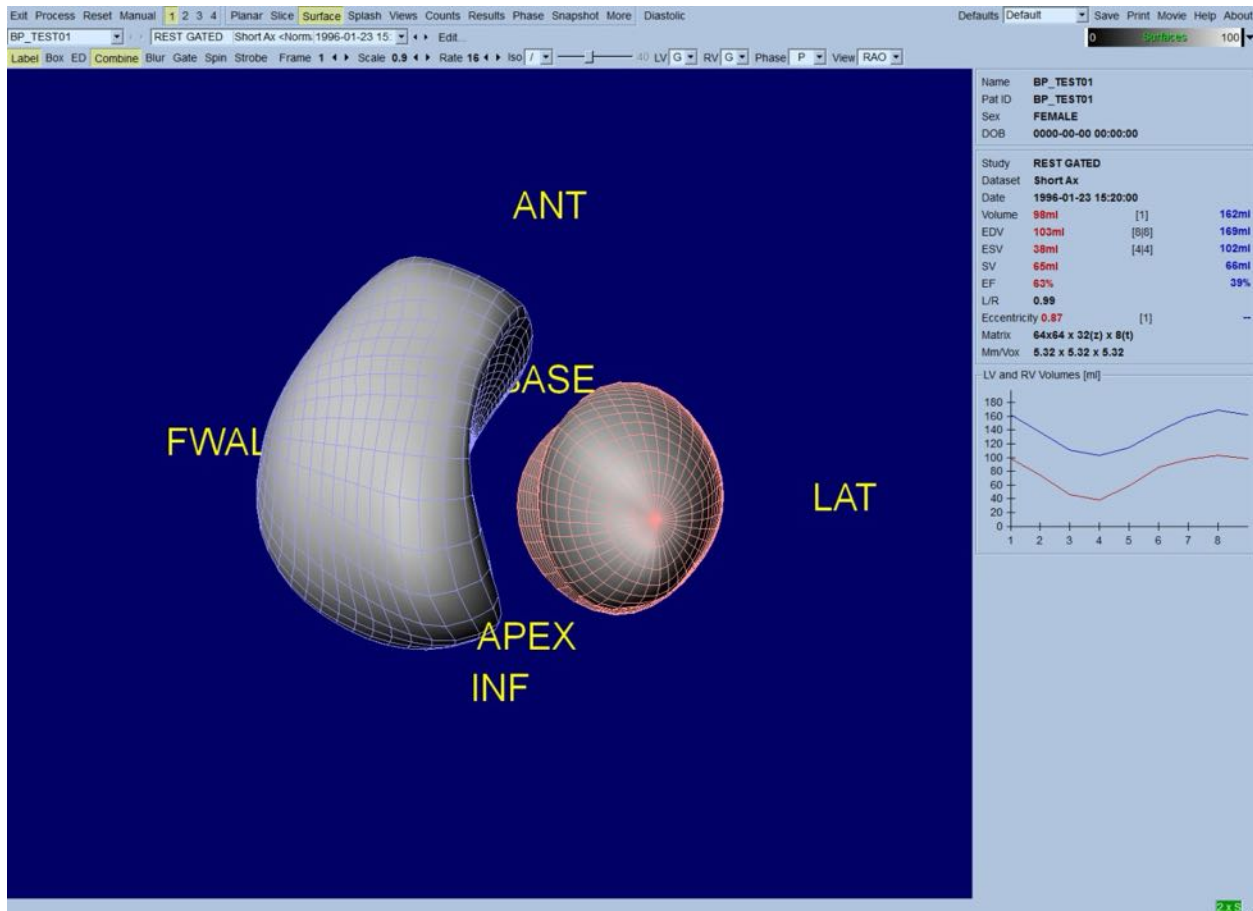 Exit Process Reset Manual 1 2 3 4 Planar Slice Surface Splash Views Counts Results Phase Snapshot More Diastolic Defaults Default Save Print Movie Help About
BP_TEST01 REST GATED Short Ax <Norm. 1996-01-23 15: Edit... 0 Surfaces 100
Label Box ED Combine Blur Gate Spin Strobe Frame 1 Scale 0.9 Rate 16 Iso / 40 LV G RV G Phase P View RAO
Name BP_TEST01
Pat ID BP_TEST01
Sex FEMALE
DOB 0000-00-00 00:00:00
Study REST GATED
Dataset Short Ax
Date 1996-01-23 15:20:00
Volume 98ml [1] 162ml
EDV 103ml [8|8] 169ml
ESV 38ml [4|4] 102ml
SV 65ml 66ml
EF 63% 39%
L/R 0.99
Eccentricity 0.87 [1] --
Matrix 64x64 x 32(z) x 8(t)
Mm/Vox 5.32 x 5.32 x 5.32
LV and RV Volumes [ml]
180
160
140
120
100
80
60
40
20
0
1 2 3 4 5 6 7 8
ANT
BASE
FWAL
LAT
APEX
INF
2 x S